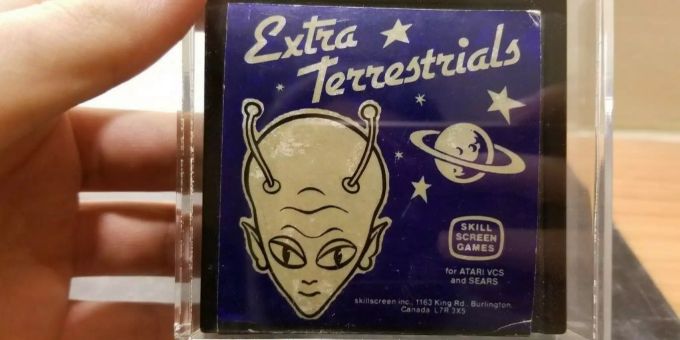 Extra
Terrestrials
SKILL
SCREEN
GAMES
for ATARI VCS
and SEARS
skillscreen inc., 1163 King Rd., Burlington,
Canada L7R 3X5